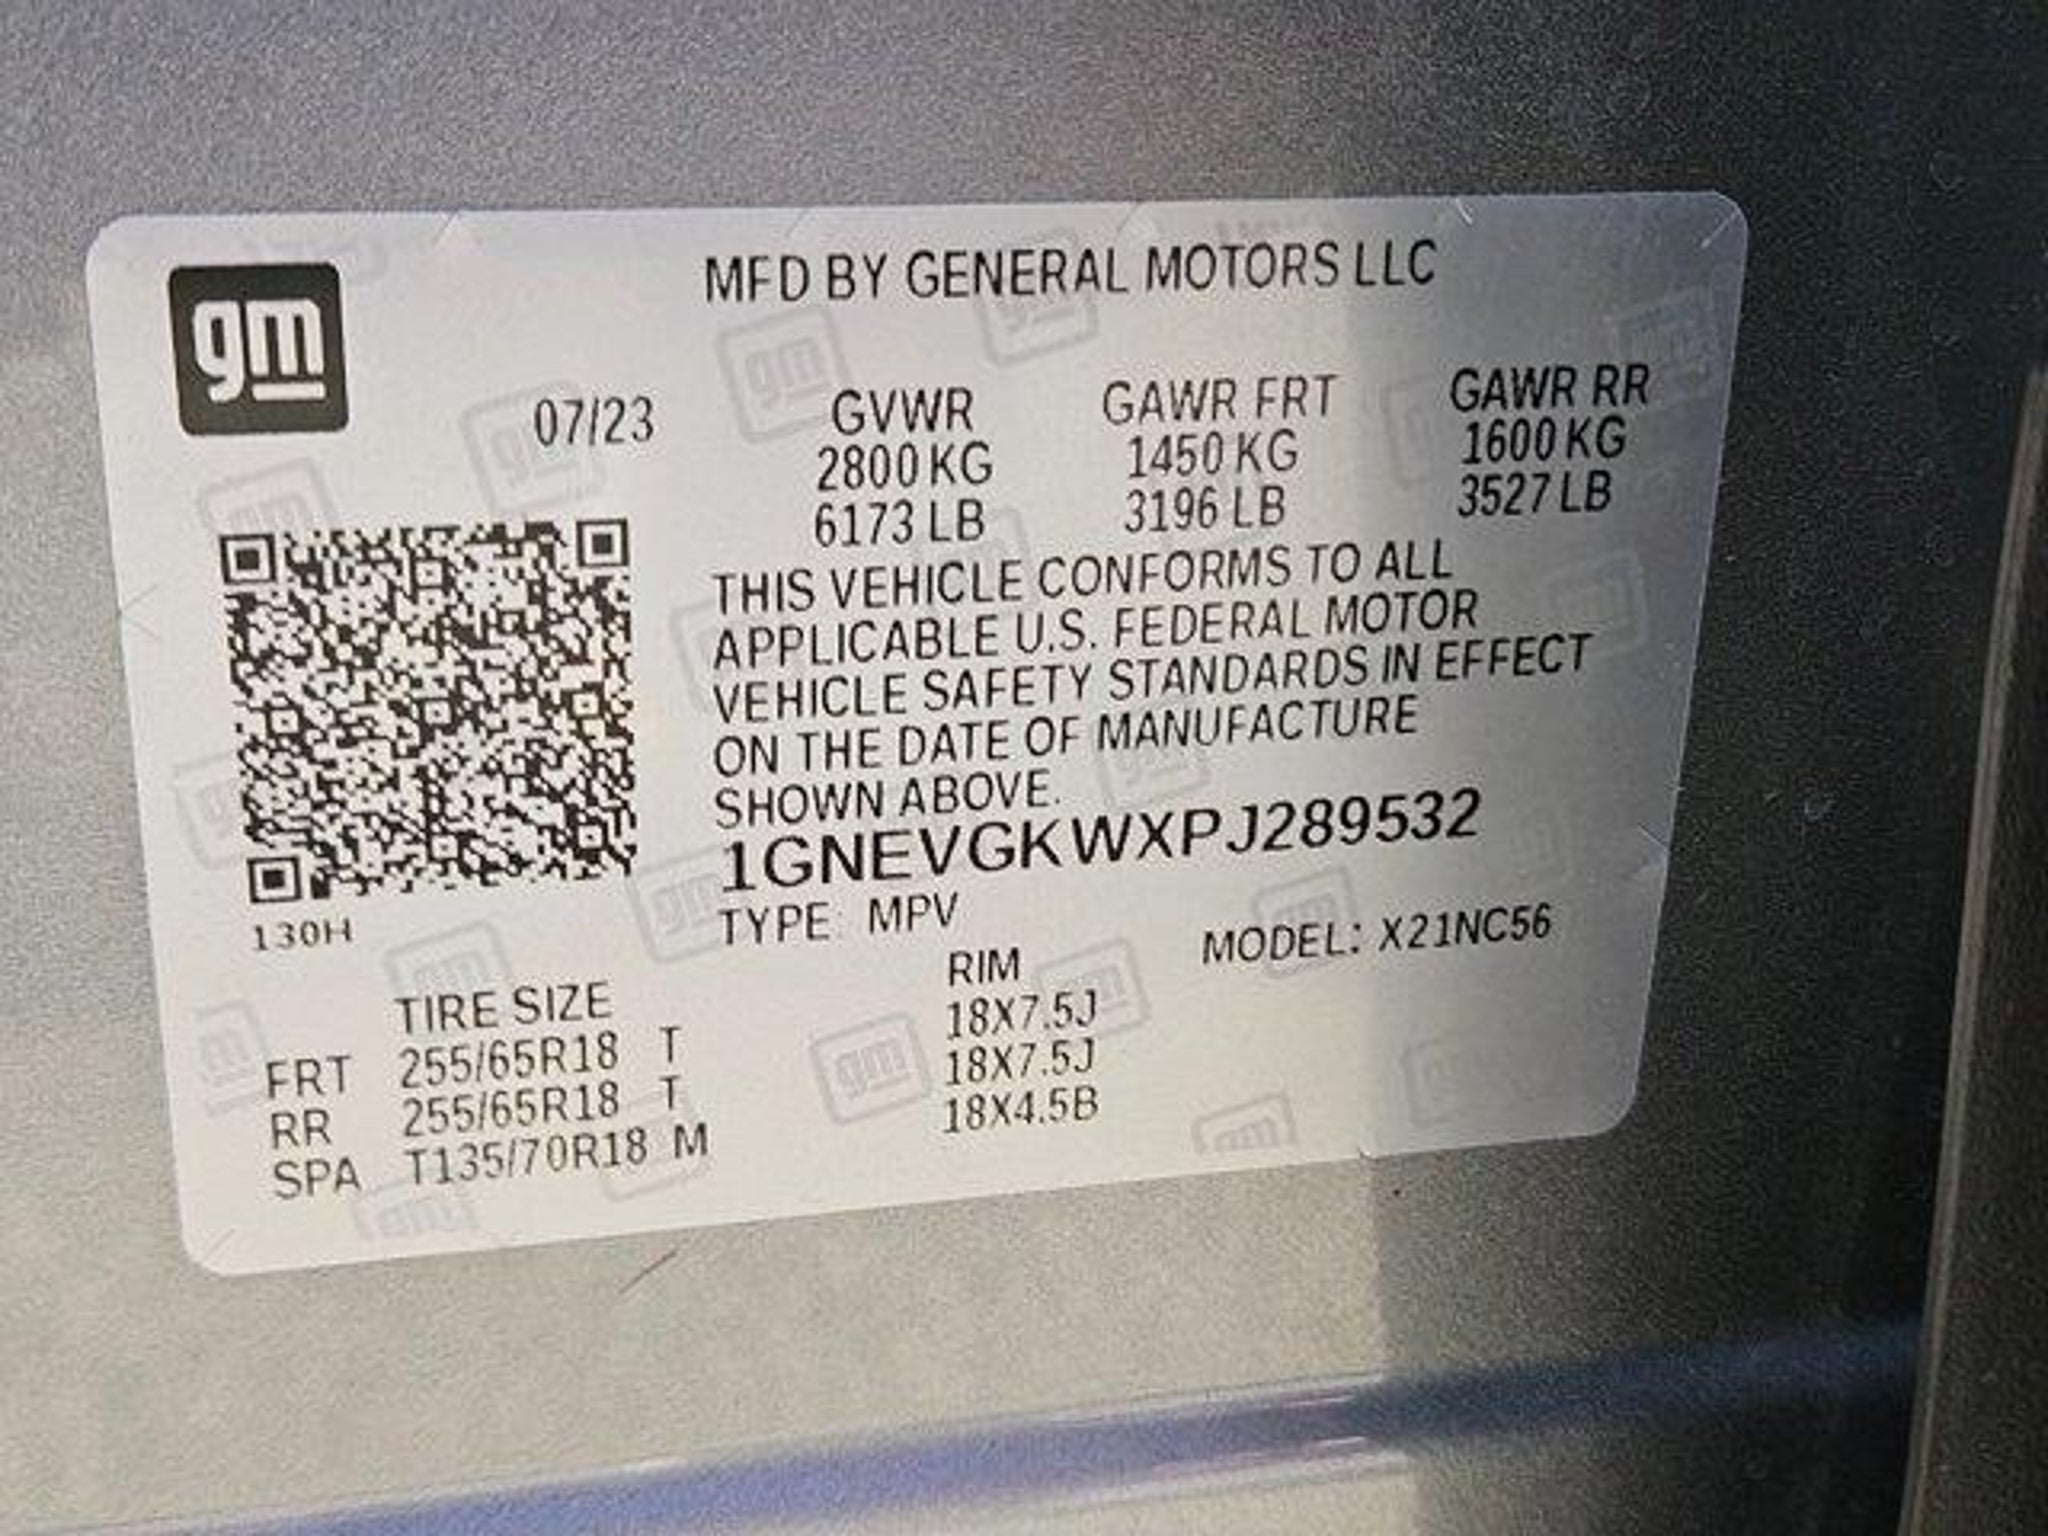 gm
MFD BY GENERAL MOTORS LLC
07/23 GVWR GAWR FRT GAWR RR
2800 KG 1450 KG 1600 KG
6173 LB 3196 LB 3527 LB
THIS VEHICLE CONFORMS TO ALL
APPLICABLE U.S. FEDERAL MOTOR
VEHICLE SAFETY STANDARDS IN EFFECT
ON THE DATE OF MANUFACTURE
SHOWN ABOVE.
1GNEVGKWXPJ289532
130H
TYPE: MPV MODEL: X21NC56
TIRE SIZE RIM
FRT 255/65R18 T 18X7.5J
RR 255/65R18 T 18X7.5J
SPA T135/70R18 M 18X4.5B